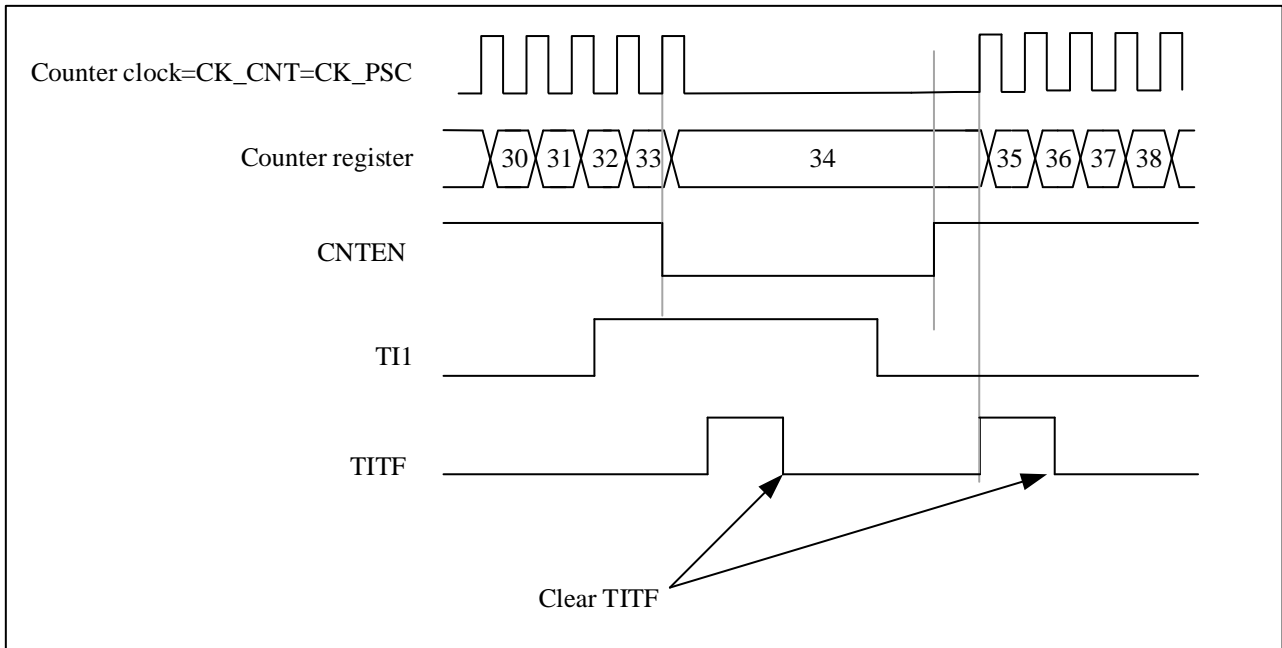 Counter clock=CK_CNT=CK_PSC
Counter register
30 31 32 33 34 35 36 37 38
CNTEN
TI1
TITF
Clear TITF